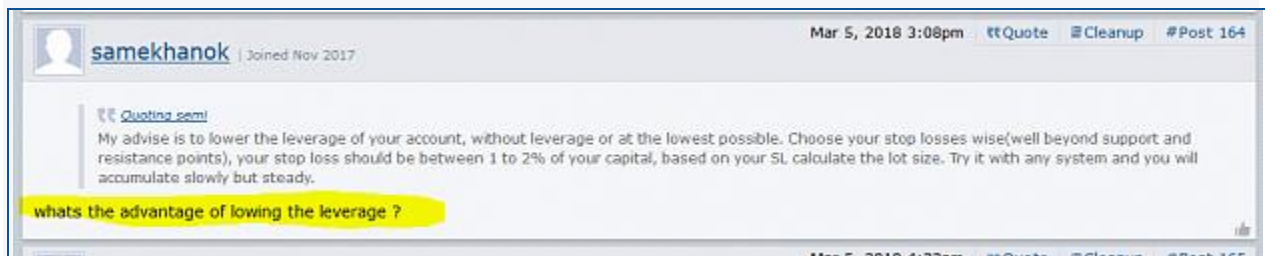 Mar 5, 2018 3:08pm Quote Cleanup #Post 164
samekhanok | Joined Nov 2017
Quoting semi
My advise is to lower the leverage of your account, without leverage or at the lowest possible. Choose your stop losses wise(well beyond support and
resistance points), your stop loss should be between 1 to 2% of your capital, based on your SL calculate the lot size. Try it with any system and you will
accumulate slowly but steady.
whats the advantage of lowing the leverage ?